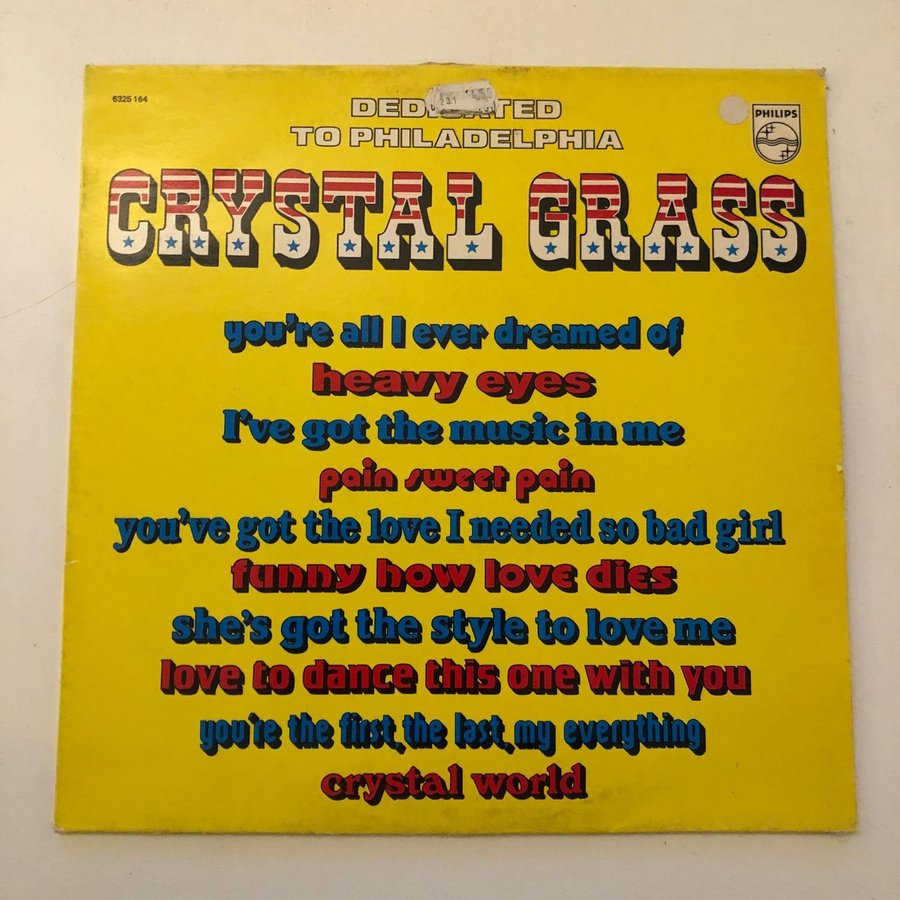 6325 164
DEDICATED
TO PHILADELPHIA
PHILIPS
CRYSTAL GRASS
you're all I ever dreamed of
heavy eyes
I've got the music in me
pain sweet pain
you've got the love I needed so bad girl
funny how love dies
she's got the style to love me
love to dance this one with you
you're the first, the last, my everything
crystal world